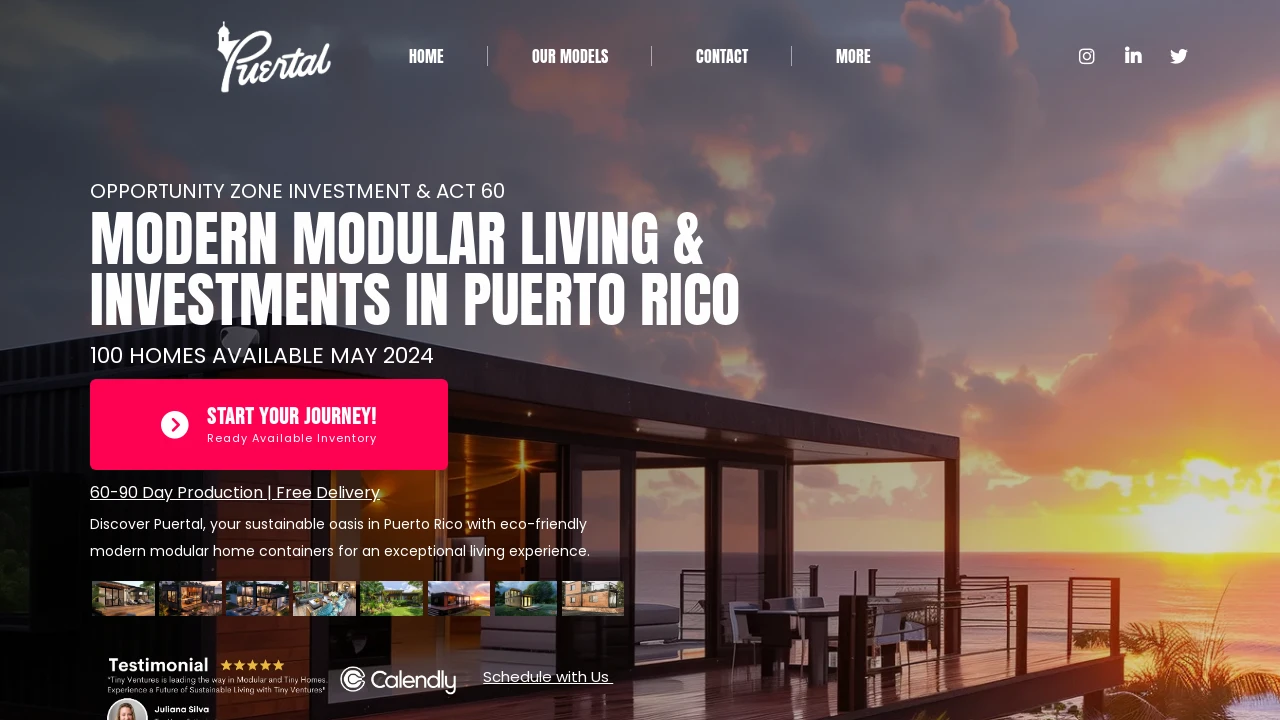 Puertal
HOME
OUR MODELS
CONTACT
MORE
OPPORTUNITY ZONE INVESTMENT & ACT 60
MODERN MODULAR LIVING &
INVESTMENTS IN PUERTO RICO
100 HOMES AVAILABLE MAY 2024
START YOUR JOURNEY!
Ready Available Inventory
60-90 Day Production | Free Delivery
Discover Puertal, your sustainable oasis in Puerto Rico with eco-friendly
modern modular home containers for an exceptional living experience.
Testimonial
"Tiny Ventures is leading the way in Modular and Tiny Homes.
Experience a Future of Sustainable Living with Tiny Ventures"
Juliana Silva
Calendly
Schedule with Us